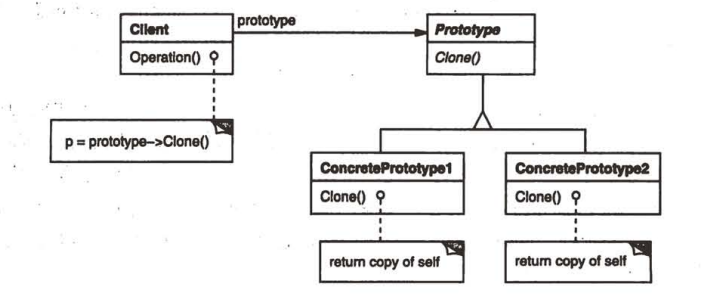 Client
prototype
Prototype
Operation()
Clone()
p = prototype->Clone()
ConcretePrototype1
ConcretePrototype2
Clone()
Clone()
return copy of self
return copy of self